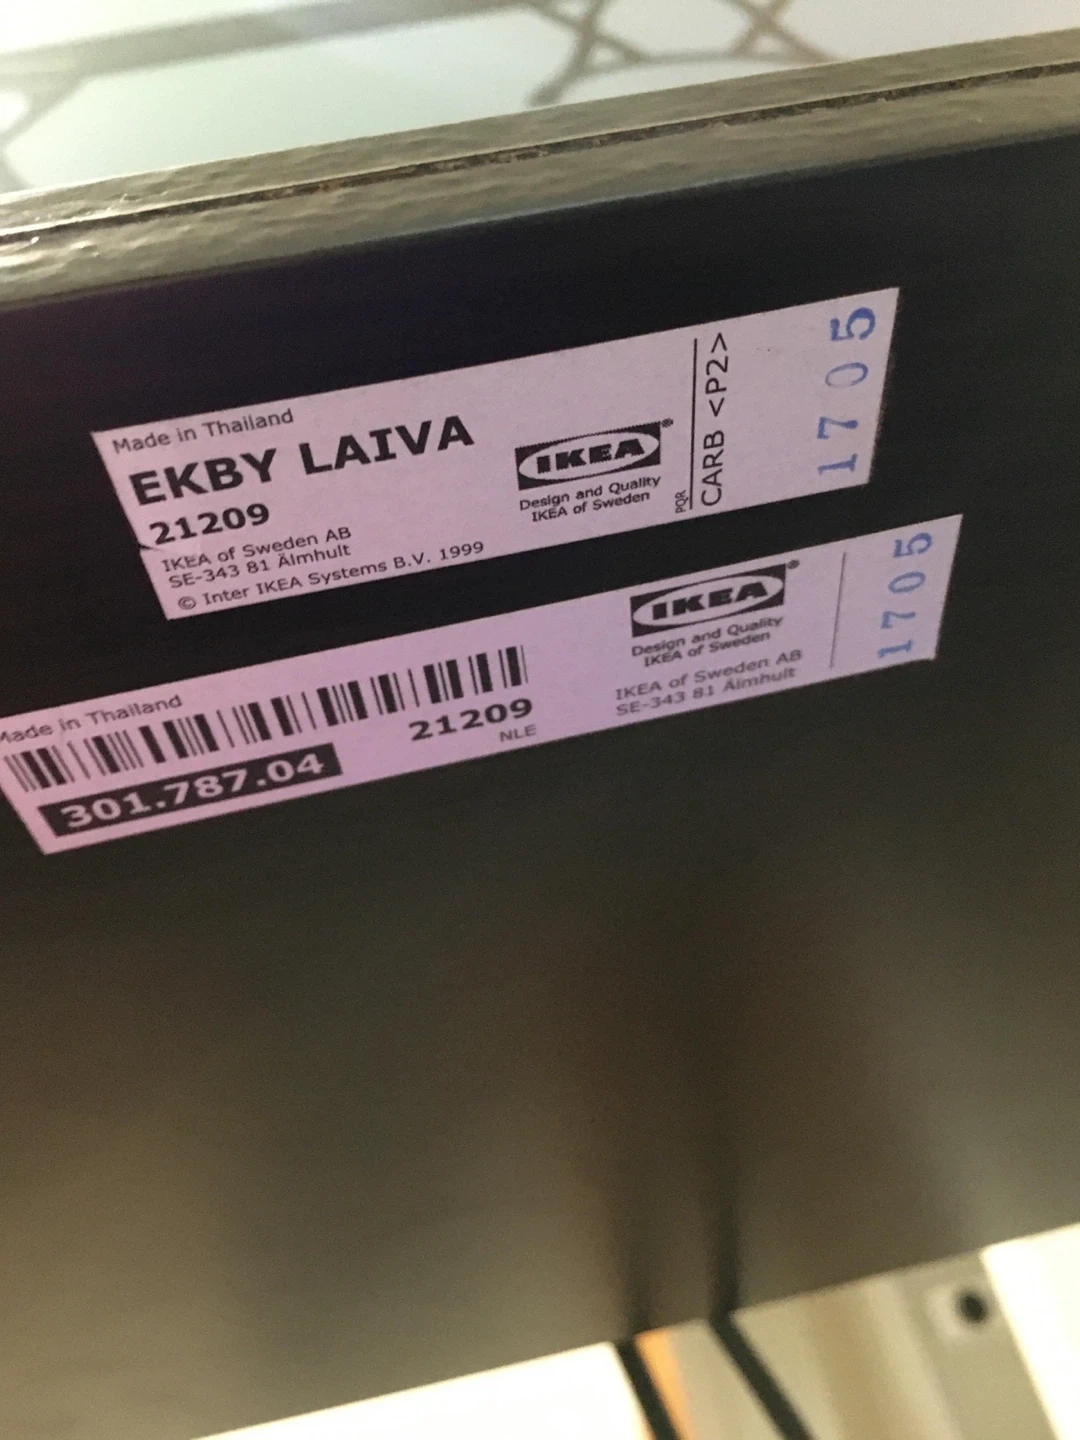 Made in Thailand
EKBY LAIVA
21209
IKEA of Sweden AB
SE-343 81 Älmhult
© Inter IKEA Systems B.V. 1999
IKEA®
Design and Quality
IKEA of Sweden
PQR
CARB <P2>
1705
Made in Thailand
301.787.04
21209
NLE
IKEA®
Design and Quality
IKEA of Sweden
IKEA of Sweden AB
SE-343 81 Älmhult
1705